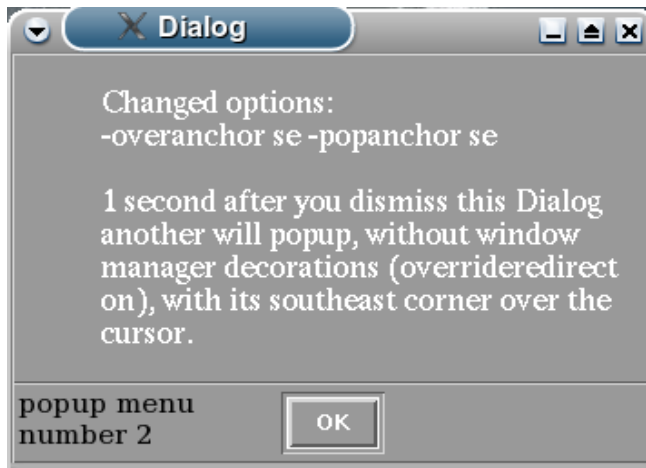 Dialog
Changed options:
-overanchor se -popanchor se
1 second after you dismiss this Dialog
another will popup, without window
manager decorations (overrideredirect
on), with its southeast corner over the
cursor.
popup menu
number 2
OK